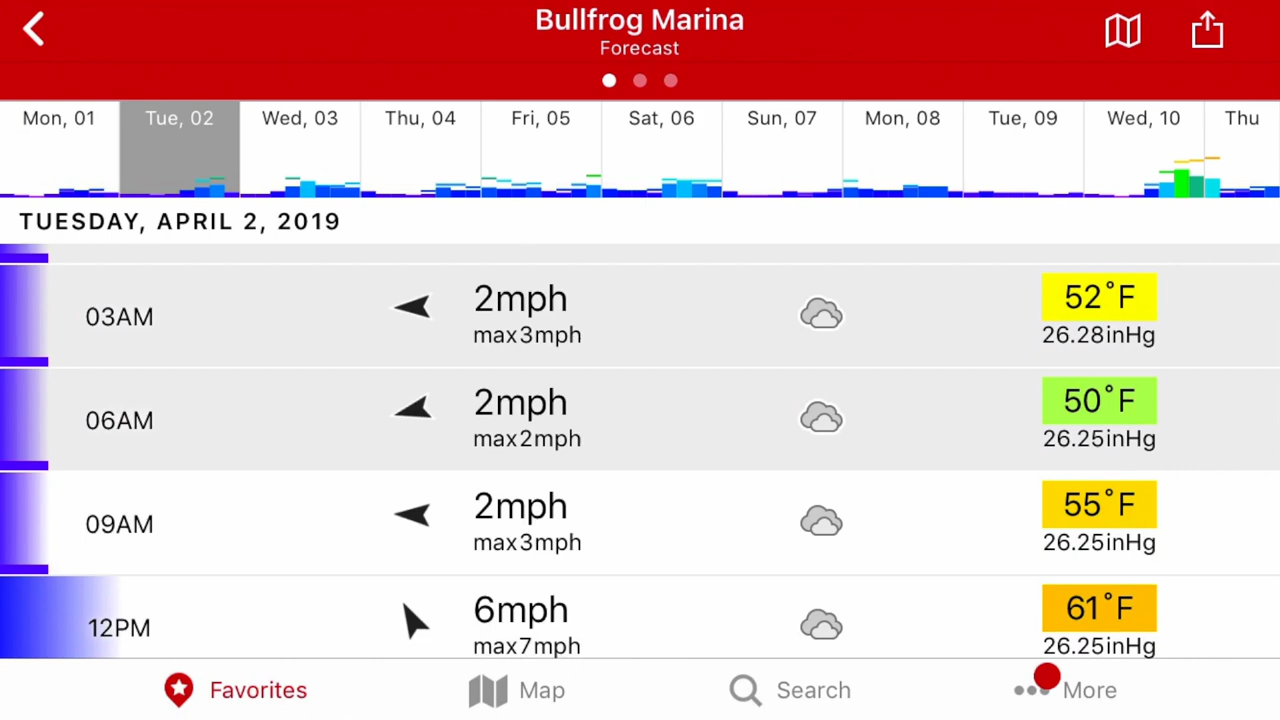 Bullfrog Marina
Forecast
Mon, 01 Tue, 02 Wed, 03 Thu, 04 Fri, 05 Sat, 06 Sun, 07 Mon, 08 Tue, 09 Wed, 10 Thu
TUESDAY, APRIL 2, 2019
03AM 2mph 52°F
max3mph 26.28inHg
06AM 2mph 50°F
max2mph 26.25inHg
09AM 2mph 55°F
max3mph 26.25inHg
12PM 6mph 61°F
max7mph 26.25inHg
Favorites Map Search More